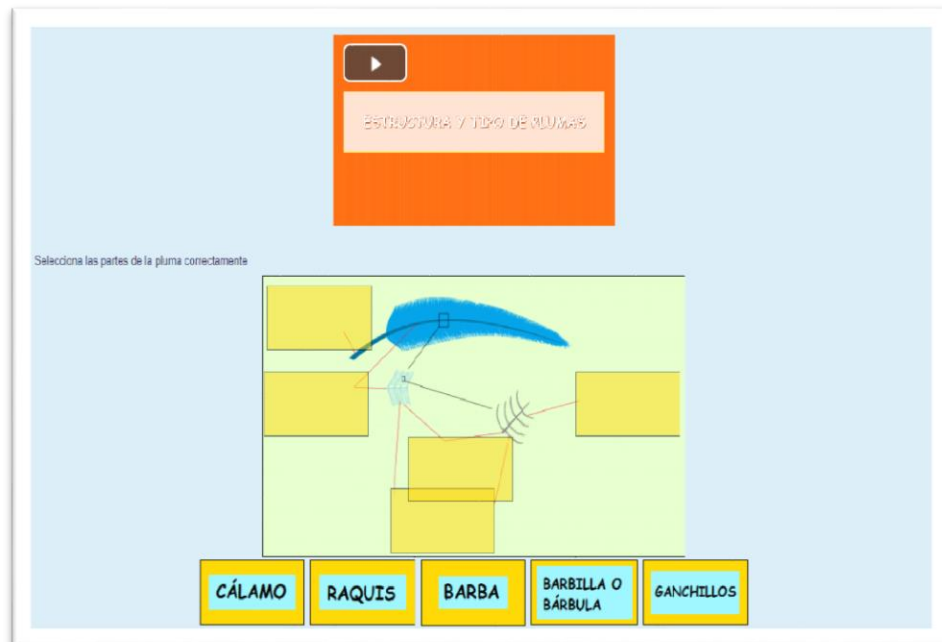 ESTRUCTURA Y TIPO DE PLUMAS
Selecciona las partes de la pluma correctamente
CÁLAMO
RAQUIS
BARBA
BARBILLA O
BÁRBULA
GANCHILLOS